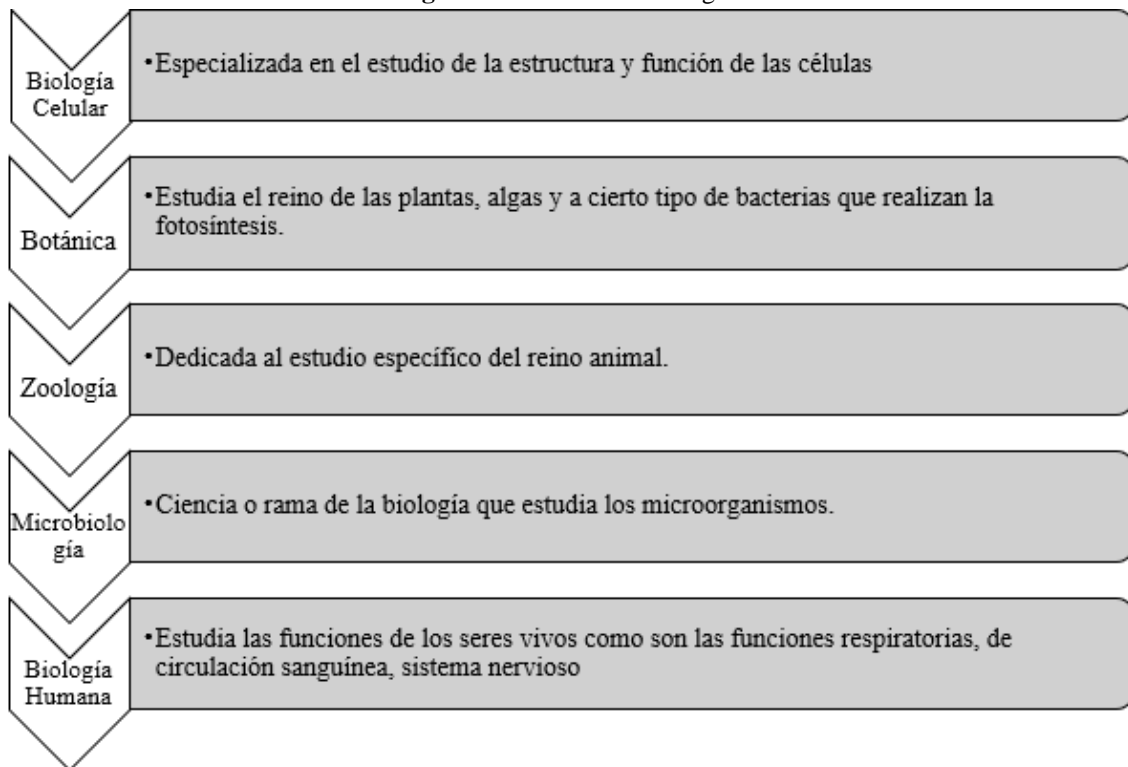 Biología
Celular
•Especializada en el estudio de la estructura y función de las células
Botánica
•Estudia el reino de las plantas, algas y a cierto tipo de bacterias que realizan la
fotosíntesis.
Zoología
•Dedicada al estudio específico del reino animal.
Microbiolo
gía
•Ciencia o rama de la biología que estudia los microorganismos.
Biología
Humana
•Estudia las funciones de los seres vivos como son las funciones respiratorias, de
circulación sanguínea, sistema nervioso